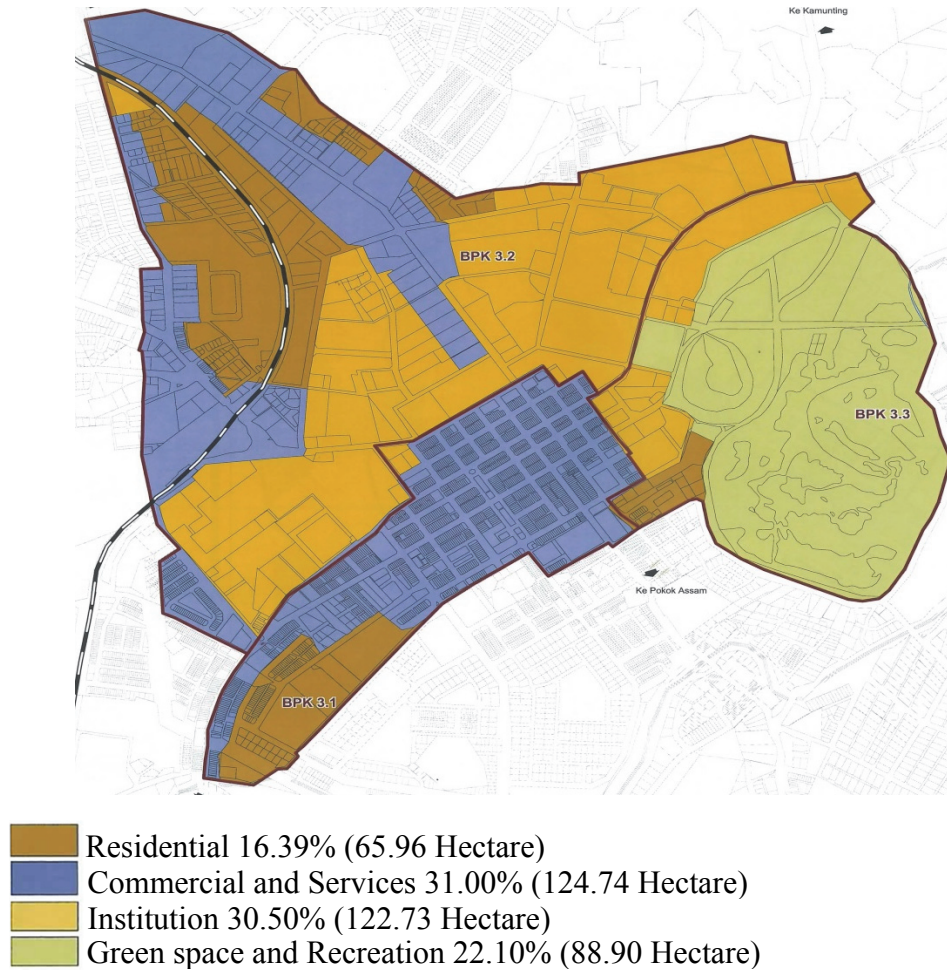 Ke Kamunting
BPK 3.2
BPK 3.3
Ke Pokok Assam
BPK 3.1
Residential 16.39% (65.96 Hectare)
Commercial and Services 31.00% (124.74 Hectare)
Institution 30.50% (122.73 Hectare)
Green space and Recreation 22.10% (88.90 Hectare)